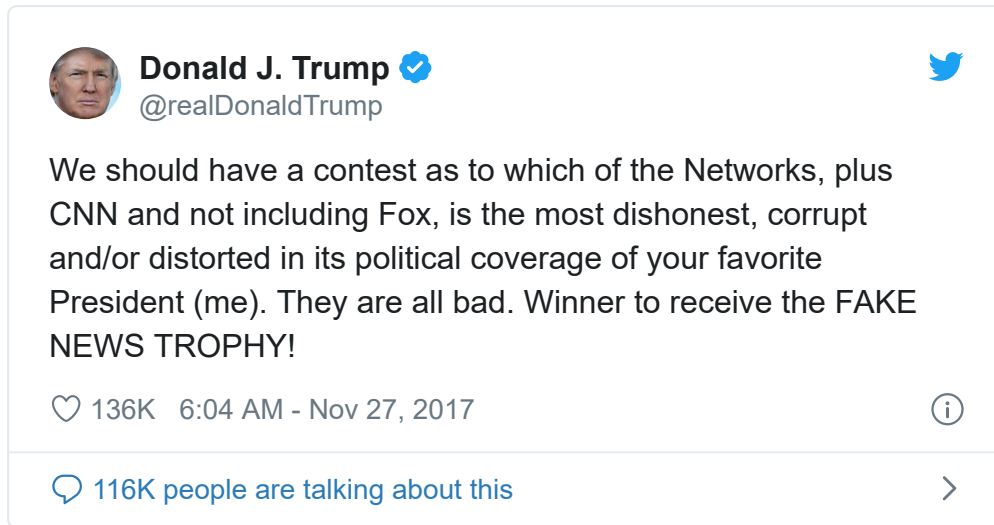 Donald J. Trump
@realDonaldTrump
We should have a contest as to which of the Networks, plus
CNN and not including Fox, is the most dishonest, corrupt
and/or distorted in its political coverage of your favorite
President (me). They are all bad. Winner to receive the FAKE
NEWS TROPHY!
136K 6:04 AM - Nov 27, 2017
116K people are talking about this